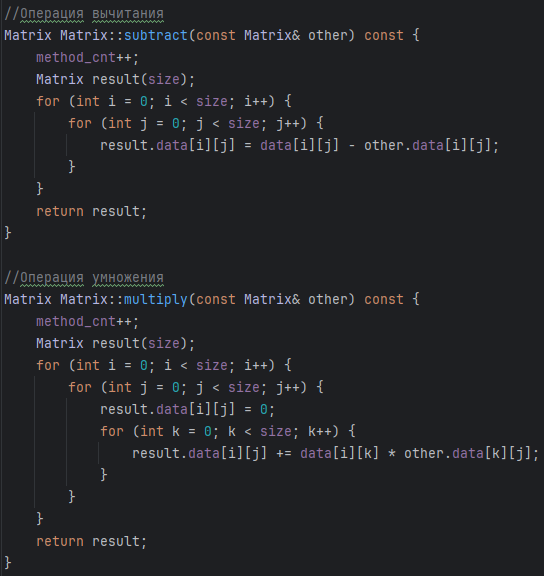 //Операция вычитания
Matrix Matrix::subtract(const Matrix& other) const {
    method_cnt++;
    Matrix result(size);
    for (int i = 0; i < size; i++) {
        for (int j = 0; j < size; j++) {
            result.data[i][j] = data[i][j] - other.data[i][j];
        }
    }
    return result;
}

//Операция умножения
Matrix Matrix::multiply(const Matrix& other) const {
    method_cnt++;
    Matrix result(size);
    for (int i = 0; i < size; i++) {
        for (int j = 0; j < size; j++) {
            result.data[i][j] = 0;
            for (int k = 0; k < size; k++) {
                result.data[i][j] += data[i][k] * other.data[k][j];
            }
        }
    }
    return result;
}